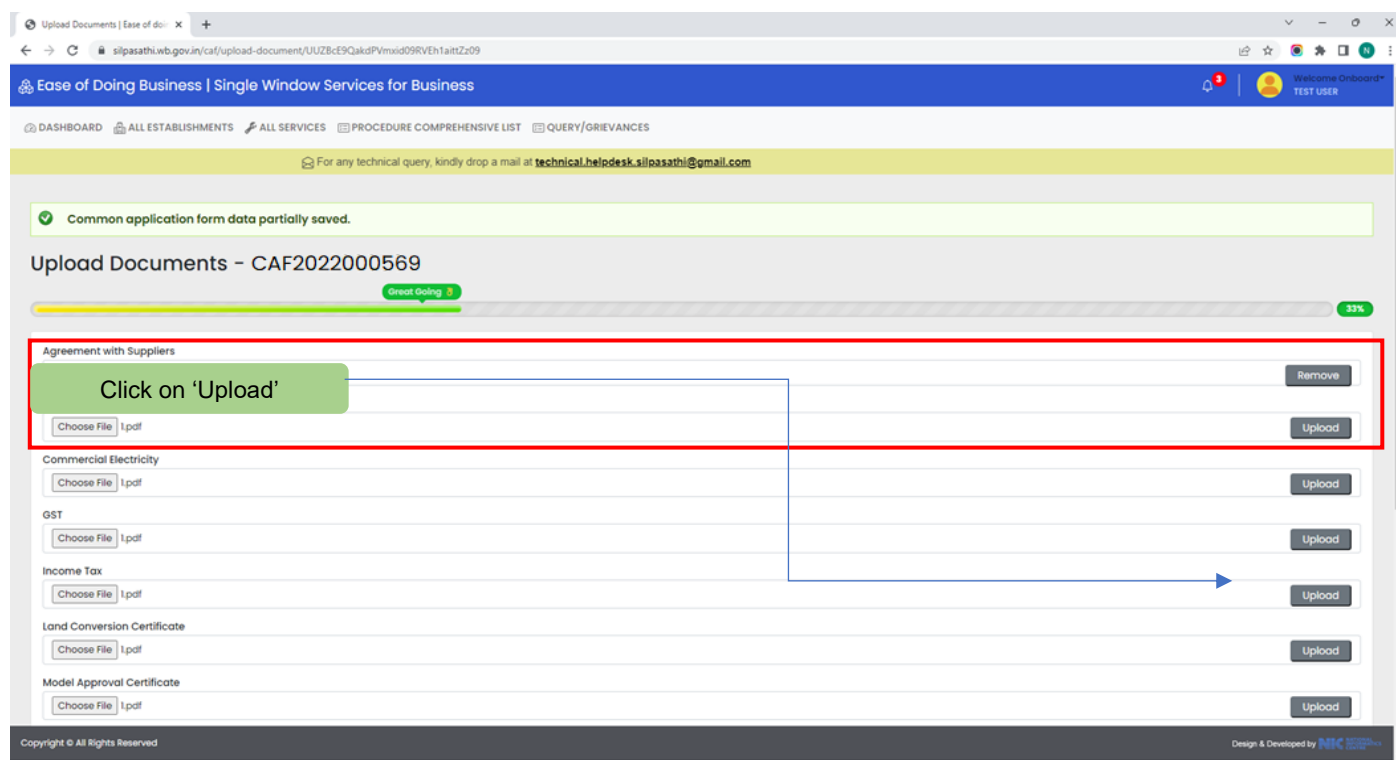 Upload Documents | Ease of doin
silpasathi.wb.gov.in/caf/upload-document/UUZBcE9QakdPVmxid09RVEh1aittZz09
N
Ease of Doing Business | Single Window Services for Business
3
Welcome Onboard
TEST USER
DASHBOARD ALL ESTABLISHMENTS ALL SERVICES PROCEDURE COMPREHENSIVE LIST QUERY/GRIEVANCES
For any technical query, kindly drop a mail at technical.helpdesk.silpasathi@gmail.com
Common application form data partially saved.
Upload Documents - CAF2022000569
Great Going
33%
Agreement with Suppliers
Remove
Click on ‘Upload’
Choose File 1.pdf Upload
Commercial Electricity
Choose File 1.pdf Upload
GST
Choose File 1.pdf Upload
Income Tax
Choose File 1.pdf Upload
Land Conversion Certificate
Choose File 1.pdf Upload
Model Approval Certificate
Choose File 1.pdf Upload
Copyright © All Rights Reserved
Design & Developed by NIC NATIONAL INFORMATICS CENTRE